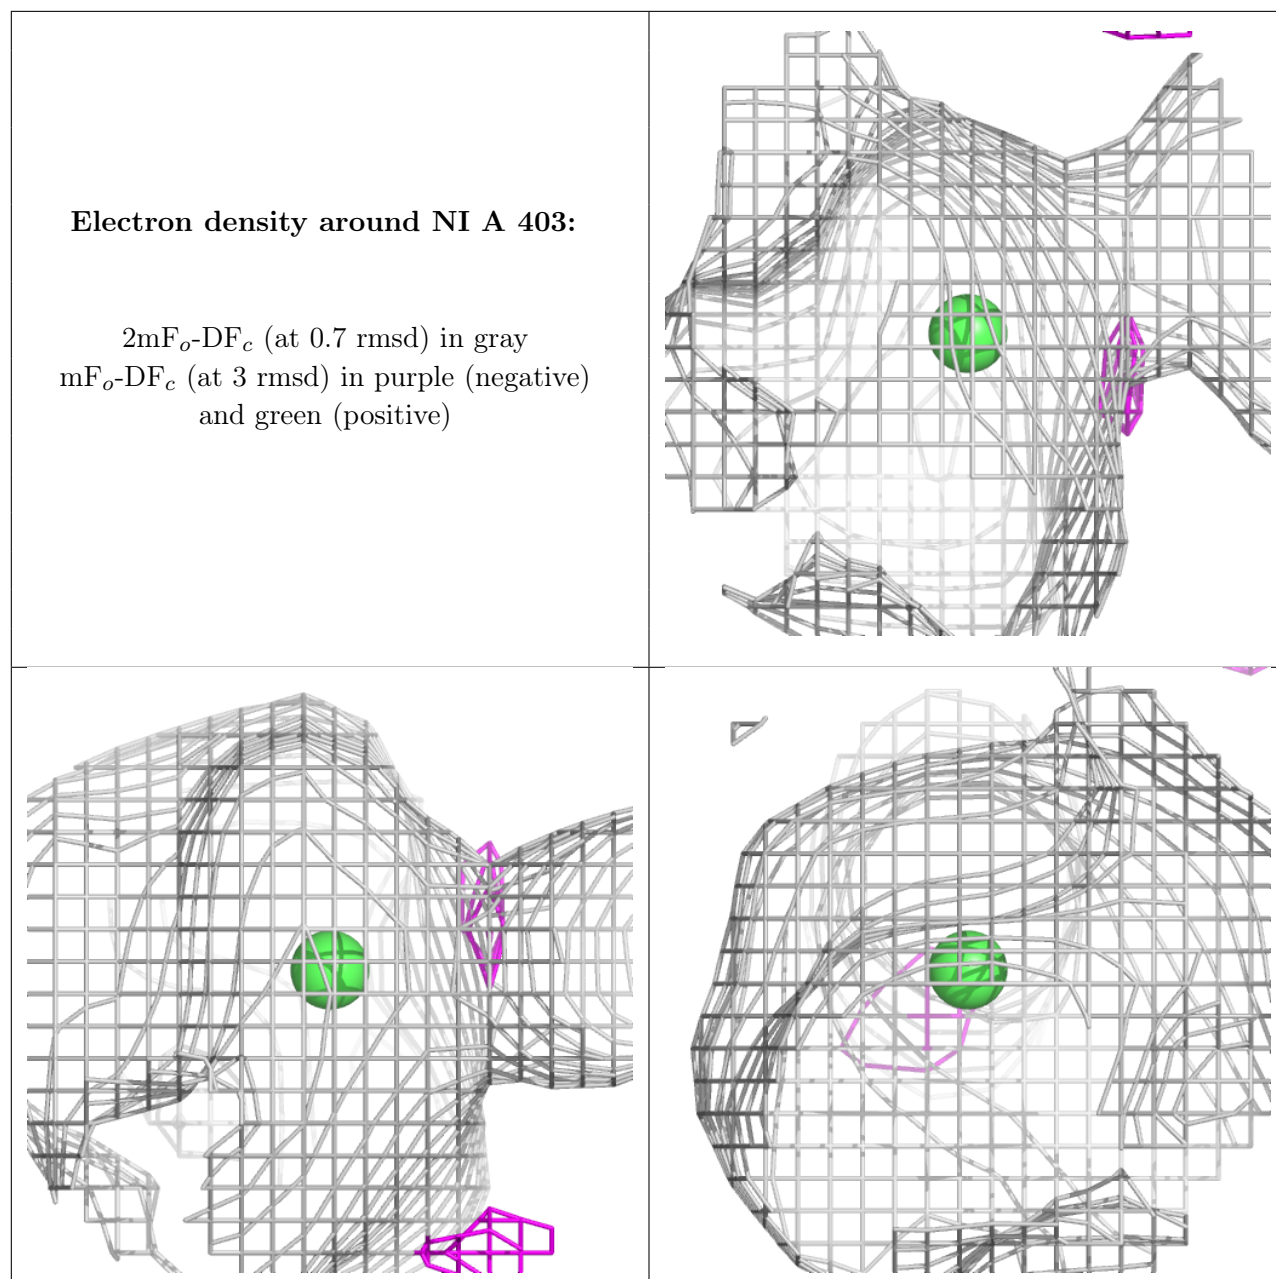 Electron density around NI A 403:
2mFo-DFc (at 0.7 rmsd) in gray
mFo-DFc (at 3 rmsd) in purple (negative)
and green (positive)